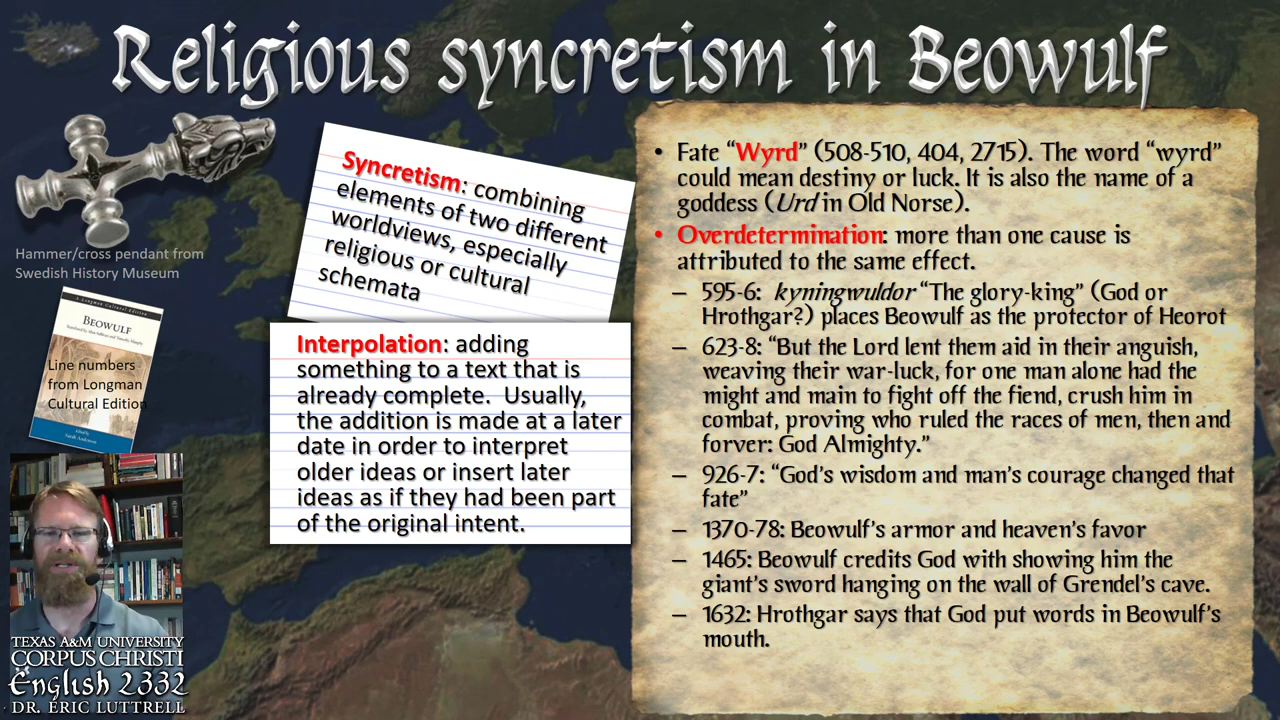 Religious syncretism in Beowulf
Hammer/cross pendant from
Swedish History Museum
Syncretism: combining
elements of two different
worldviews, especially
religious or cultural
schemata
A Longman Cultural Edition
BEOWULF
Line numbers
from Longman
Cultural Edition
Edited by
Sarah Anderson
Interpolation: adding
something to a text that is
already complete. Usually,
the addition is made at a later
date in order to interpret
older ideas or insert later
ideas as if they had been part
of the original intent.
TEXAS A&M UNIVERSITY
CORPUS CHRISTI
English 2332
DR. ERIC LUTTRELL
• Fate “Wyrd” (508-510, 404, 2715). The word “wyrd”
could mean destiny or luck. It is also the name of a
goddess (Urd in Old Norse).
• Overdetermination: more than one cause is
attributed to the same effect.
– 595-6: kyningwuldor “The glory-king” (God or
Hrothgar?) places Beowulf as the protector of Heorot
– 623-8: “But the Lord lent them aid in their anguish,
weaving their war-luck, for one man alone had the
might and main to fight off the fiend, crush him in
combat, proving who ruled the races of men, then and
forver: God Almighty.”
– 926-7: “God’s wisdom and man’s courage changed that
fate”
– 1370-78: Beowulf’s armor and heaven’s favor
– 1465: Beowulf credits God with showing him the
giant’s sword hanging on the wall of Grendel’s cave.
– 1632: Hrothgar says that God put words in Beowulf’s
mouth.